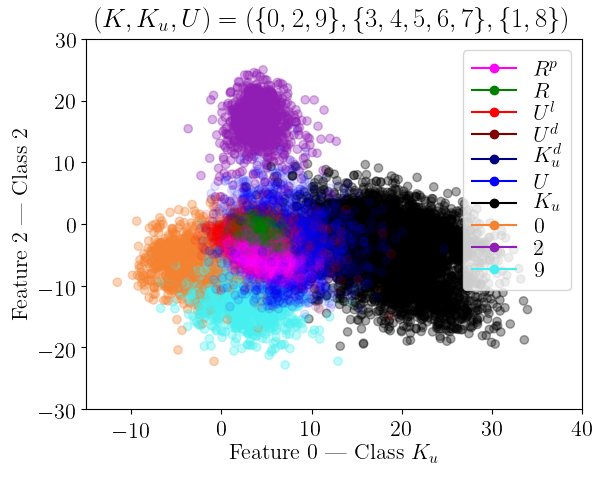 (K, K_u, U) = ({0, 2, 9}, {3, 4, 5, 6, 7}, {1, 8})
30
20
10
0
−10
−20
−30
Feature 2 — Class 2
R^p
R
U^l
U^d
K_u^d
U
K_u
0
2
9
−10
0
10
20
30
40
Feature 0 — Class K_u